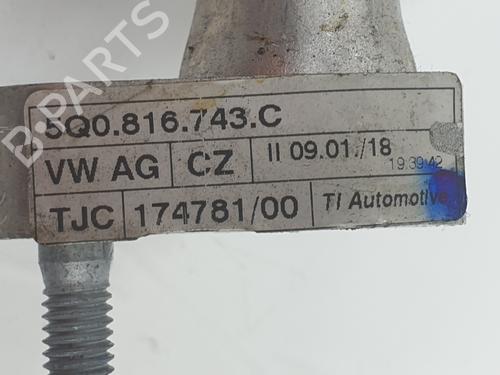 B-PARTS
5Q0.816.743.C
VW AG CZ II 09.01./18 19:39:42
TJC 174781/00 TI Automotive